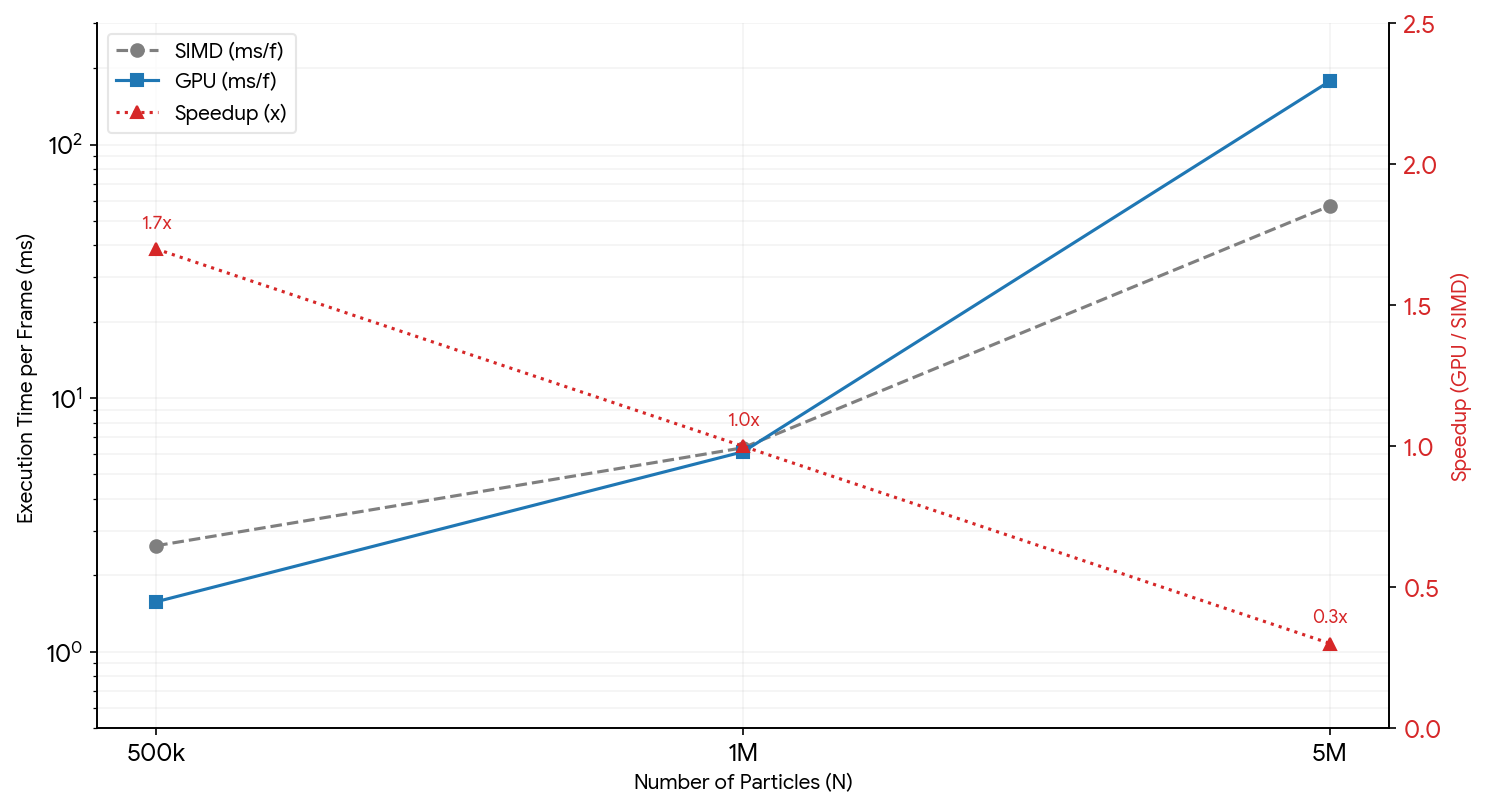 SIMD (ms/f)
GPU (ms/f)
Speedup (x)
10²
10¹
10⁰
Execution Time per Frame (ms)
1.7x
1.0x
0.3x
2.5
2.0
1.5
1.0
0.5
0.0
Speedup (GPU / SIMD)
500k
1M
5M
Number of Particles (N)